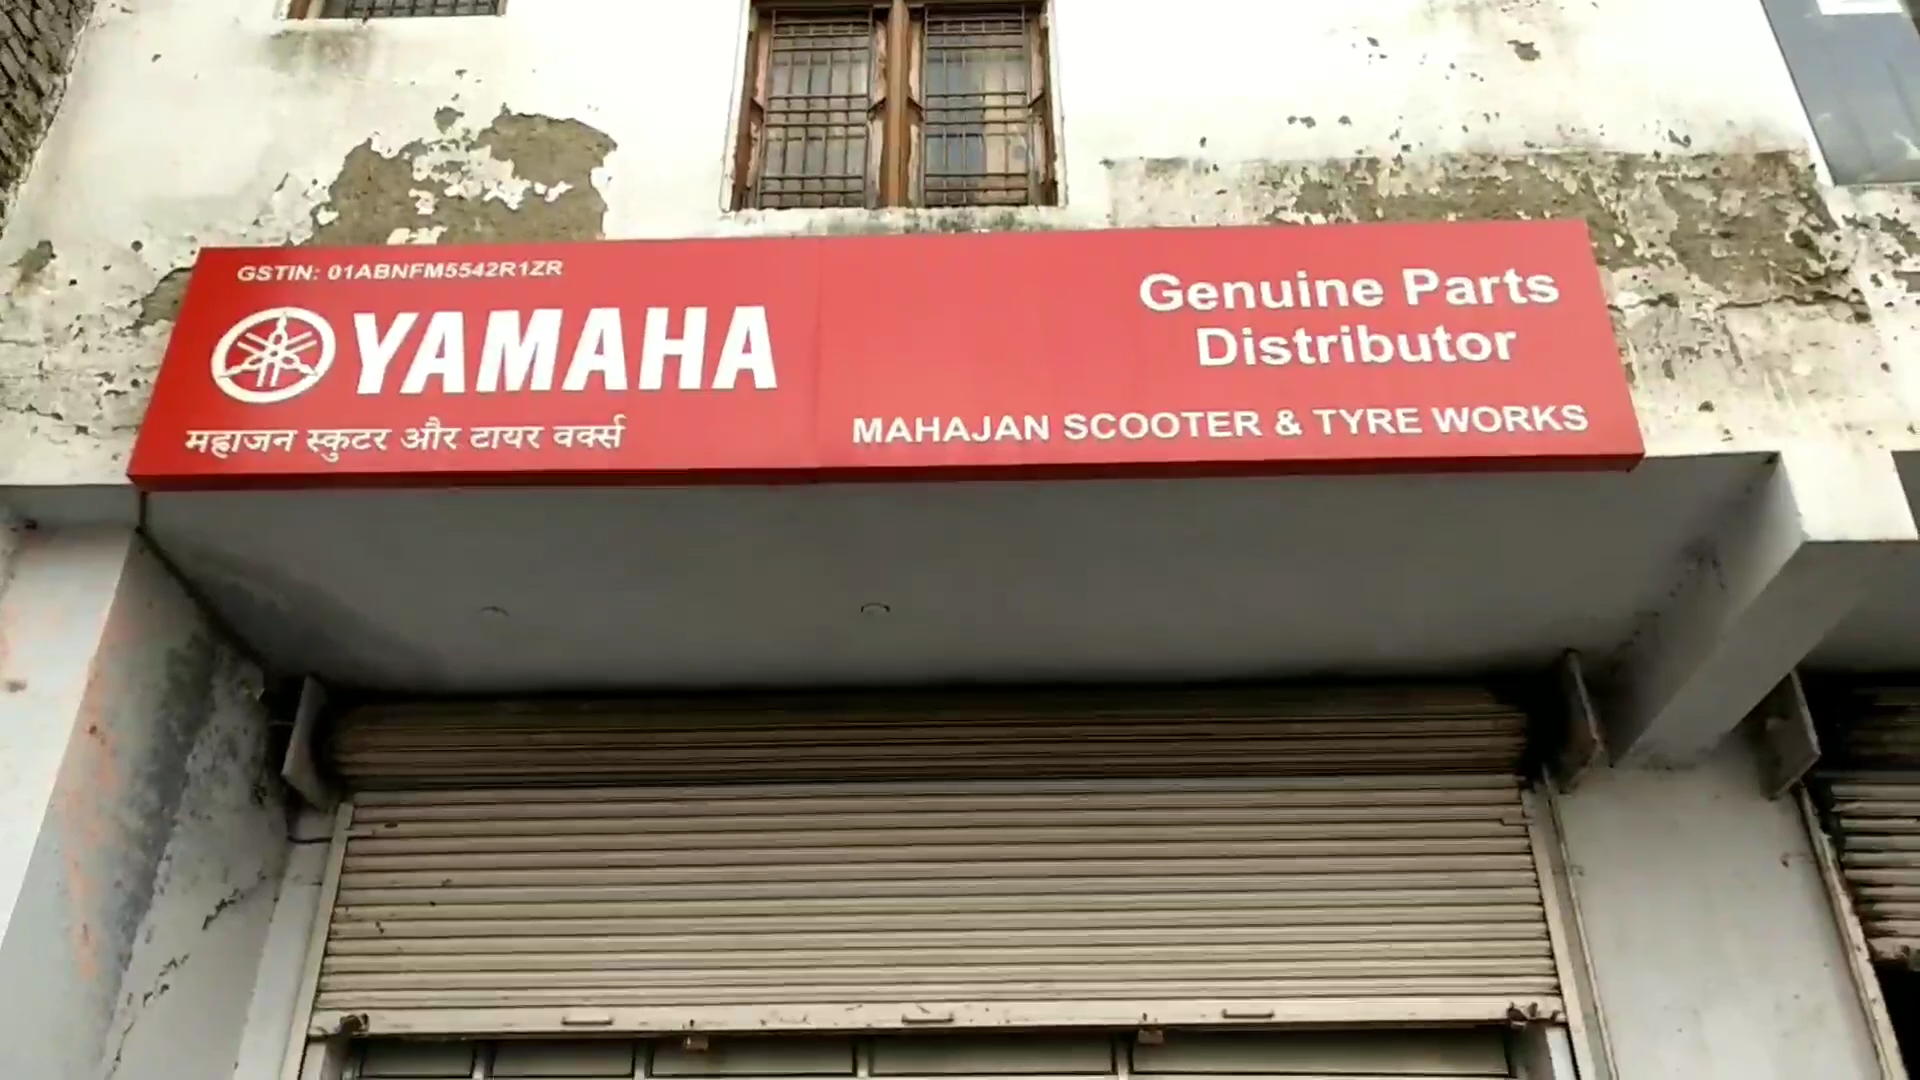 GSTIN: 01ABNFM5542R1ZR
YAMAHA
महाजन स्कुटर और टायर वर्क्स
Genuine Parts
Distributor
MAHAJAN SCOOTER & TYRE WORKS